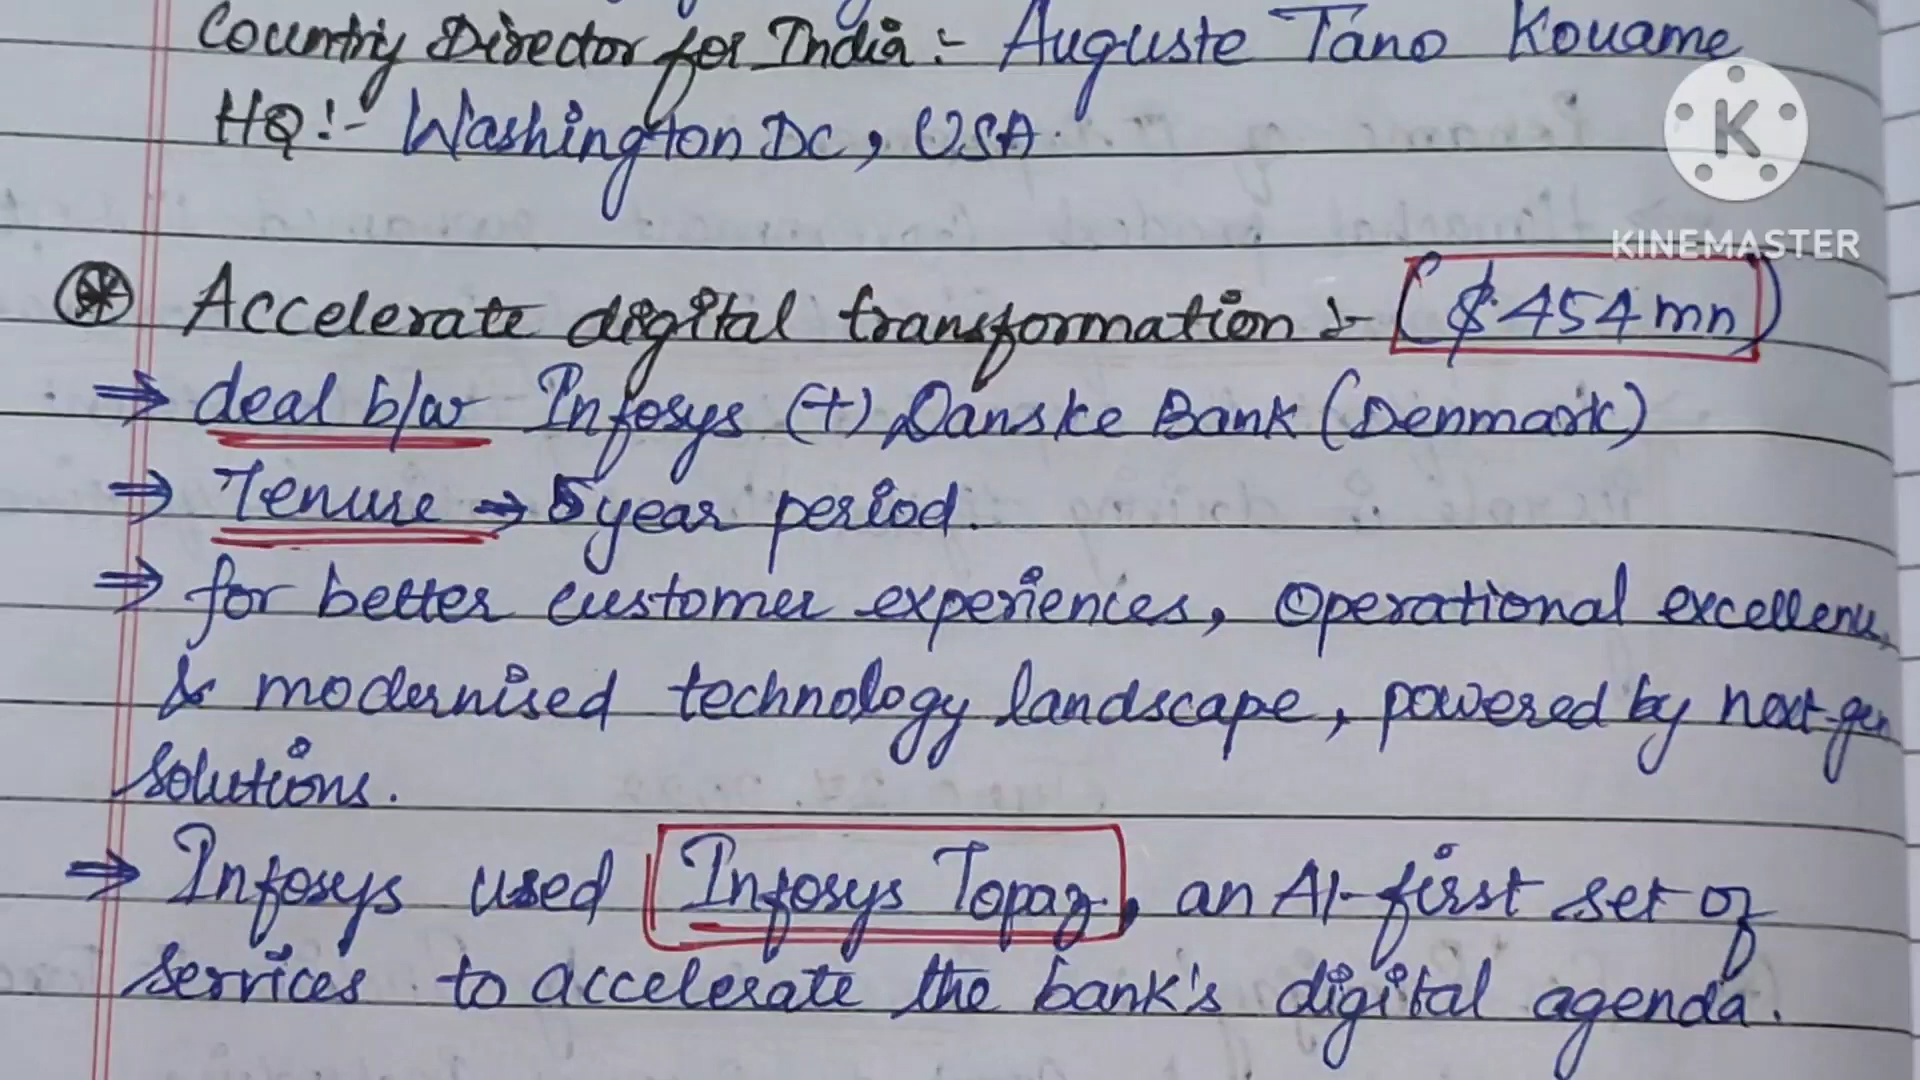 Country Director for India :- Auguste Tano Kouame
HQ :- Washington DC, USA.
K
KINEMASTER
Accelerate digital transformation :- ($ 454 mn)
⇒ deal b/w Infosys (+) Danske Bank (Denmark)
⇒ Tenure → 5 year period.
⇒ for better customer experiences, Operational excellence,
& modernised technology landscape, powered by next-gen
solutions.
⇒ Infosys used Infosys Topaz, an AI-first set of
services to accelerate the bank's digital agenda.